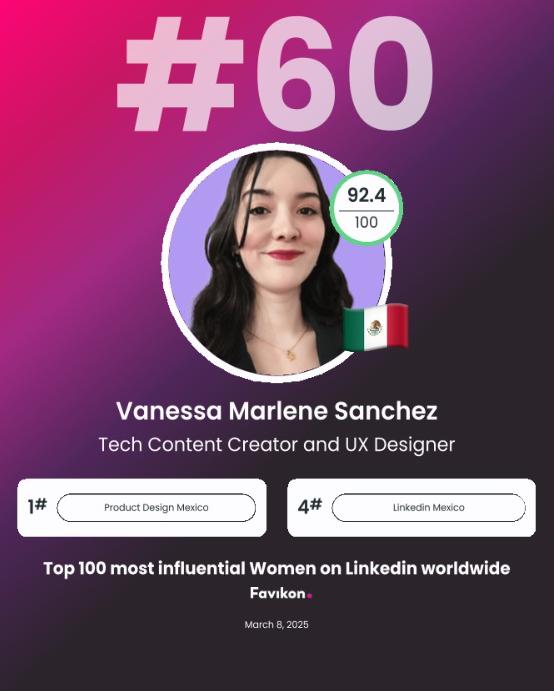 #60
92.4
100
Vanessa Marlene Sanchez
Tech Content Creator and UX Designer
1# Product Design Mexico
4# Linkedin Mexico
Top 100 most influential Women on Linkedin worldwide
Favikon.
March 8, 2025